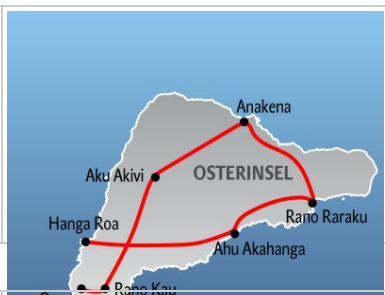 Anakena
Aku Akivi
OSTERINSEL
Rano Raraku
Hanga Roa
Ahu Akahanga
Rano Kau